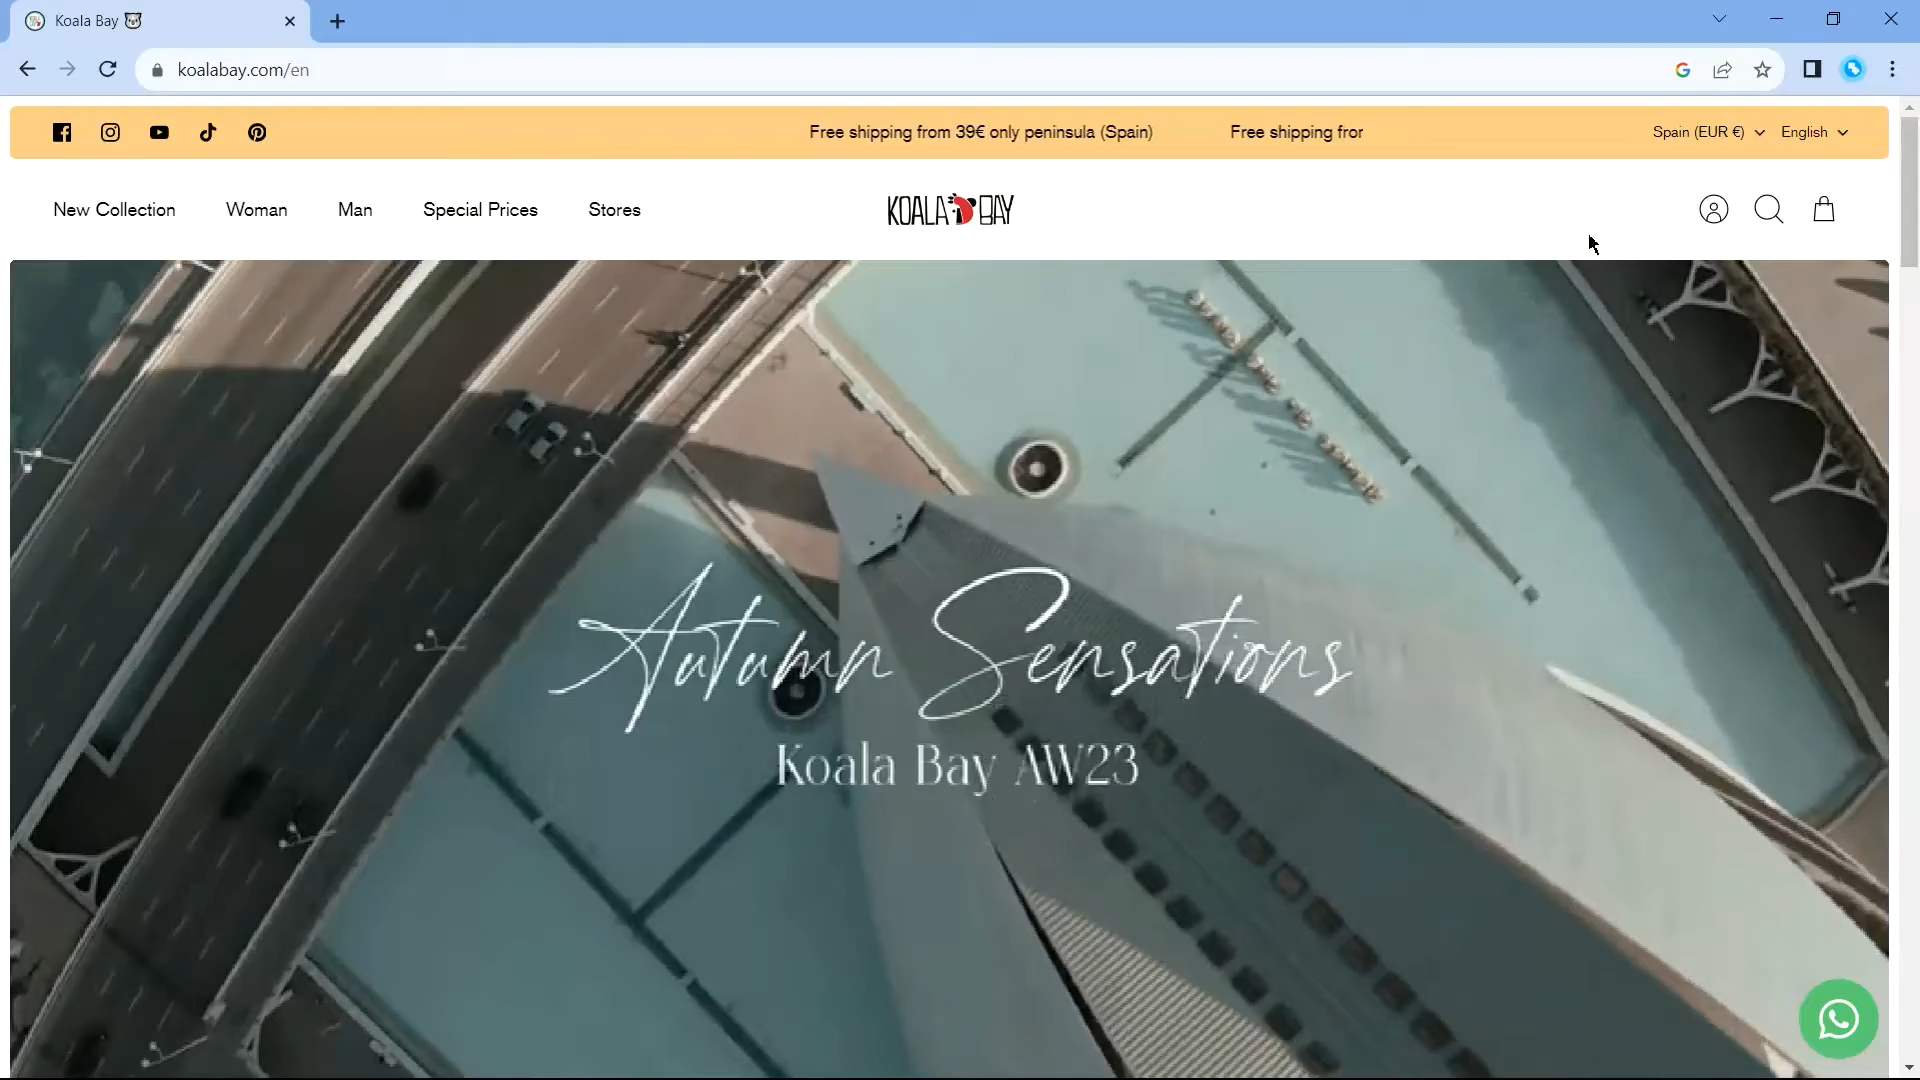 Koala Bay
koalabay.com/en
Free shipping from 39€ only peninsula (Spain)
Free shipping fror
Spain (EUR €)
English
New Collection
Woman
Man
Special Prices
Stores
KOALA BAY
Autumn Sensations
Koala Bay AW23